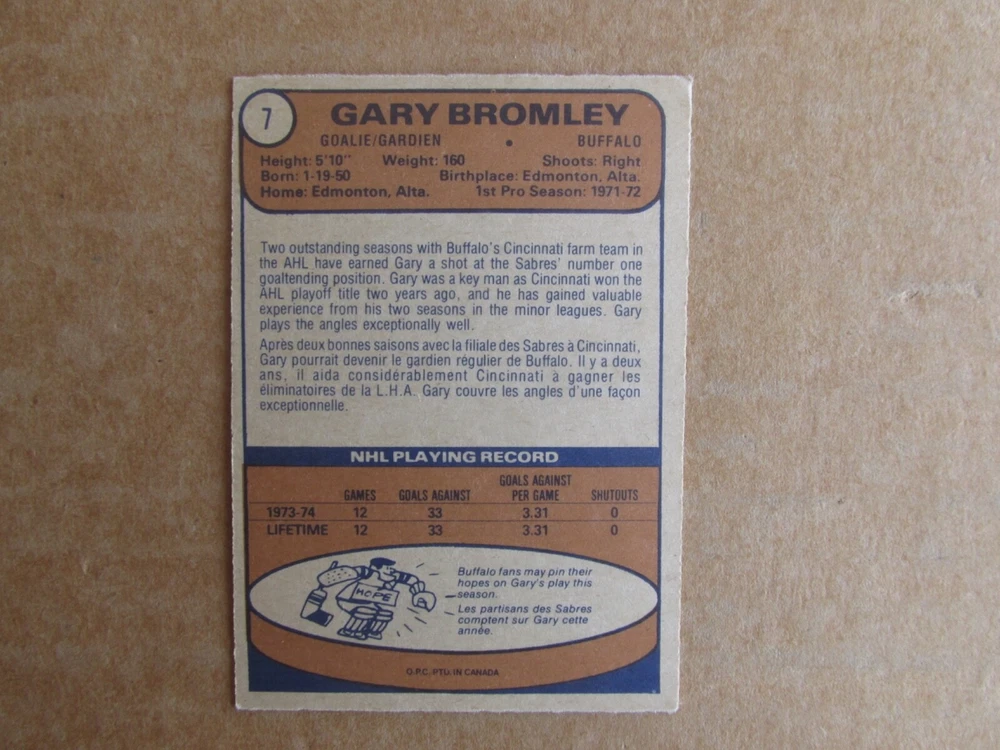 7
GARY BROMLEY
GOALIE/GARDIEN • BUFFALO
Height: 5'10" Weight: 160 Shoots: Right
Born: 1-19-50 Birthplace: Edmonton, Alta.
Home: Edmonton, Alta. 1st Pro Season: 1971-72
Two outstanding seasons with Buffalo's Cincinnati farm team in
the AHL have earned Gary a shot at the Sabres' number one
goaltending position. Gary was a key man as Cincinnati won the
AHL playoff title two years ago, and he has gained valuable
experience from his two seasons in the minor leagues. Gary
plays the angles exceptionally well.
Après deux bonnes saisons avec la filiale des Sabres à Cincinnati,
Gary pourrait devenir le gardien régulier de Buffalo. Il y a deux
ans, il aida considérablement Cincinnati à gagner les
éliminatoires de la L.H.A. Gary couvre les angles d'une façon
exceptionnelle.
NHL PLAYING RECORD
GAMES GOALS AGAINST GOALS AGAINST PER GAME SHUTOUTS
1973-74 12 33 3.31 0
LIFETIME 12 33 3.31 0
HOPE
Buffalo fans may pin their
hopes on Gary's play this
season.
Les partisans des Sabres
comptent sur Gary cette
année.
O.P.C. PTD. IN CANADA